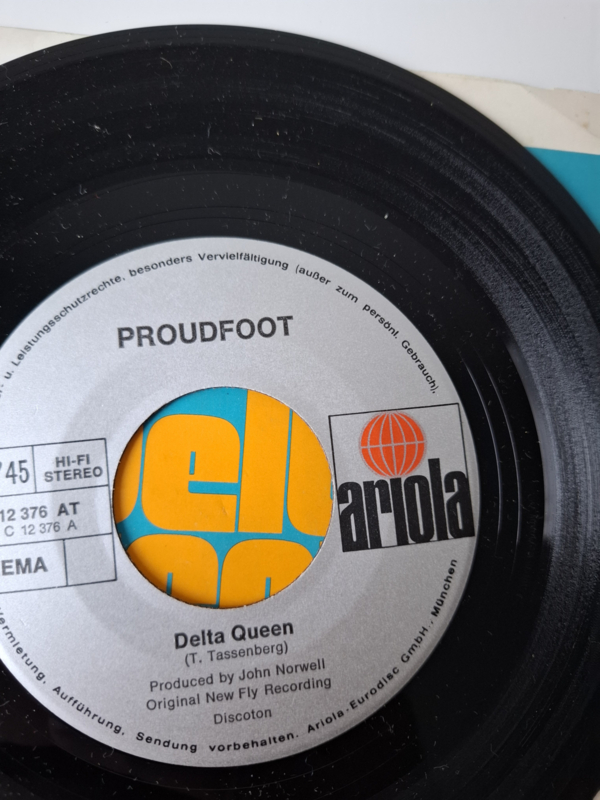 u. Leistungsschutzrechte, besonders Vervielfältigung (außer zum persönl. Gebrauch),
PROUDFOOT
45
HI-FI
STEREO
12 376 AT
C 12 376 A
EMA
ariola
Delta Queen
(T. Tassenberg)
Produced by John Norwell
Original New Fly Recording
Discoton
Vermietung, Aufführung, Sendung vorbehalten. Ariola-Eurodisc GmbH., München